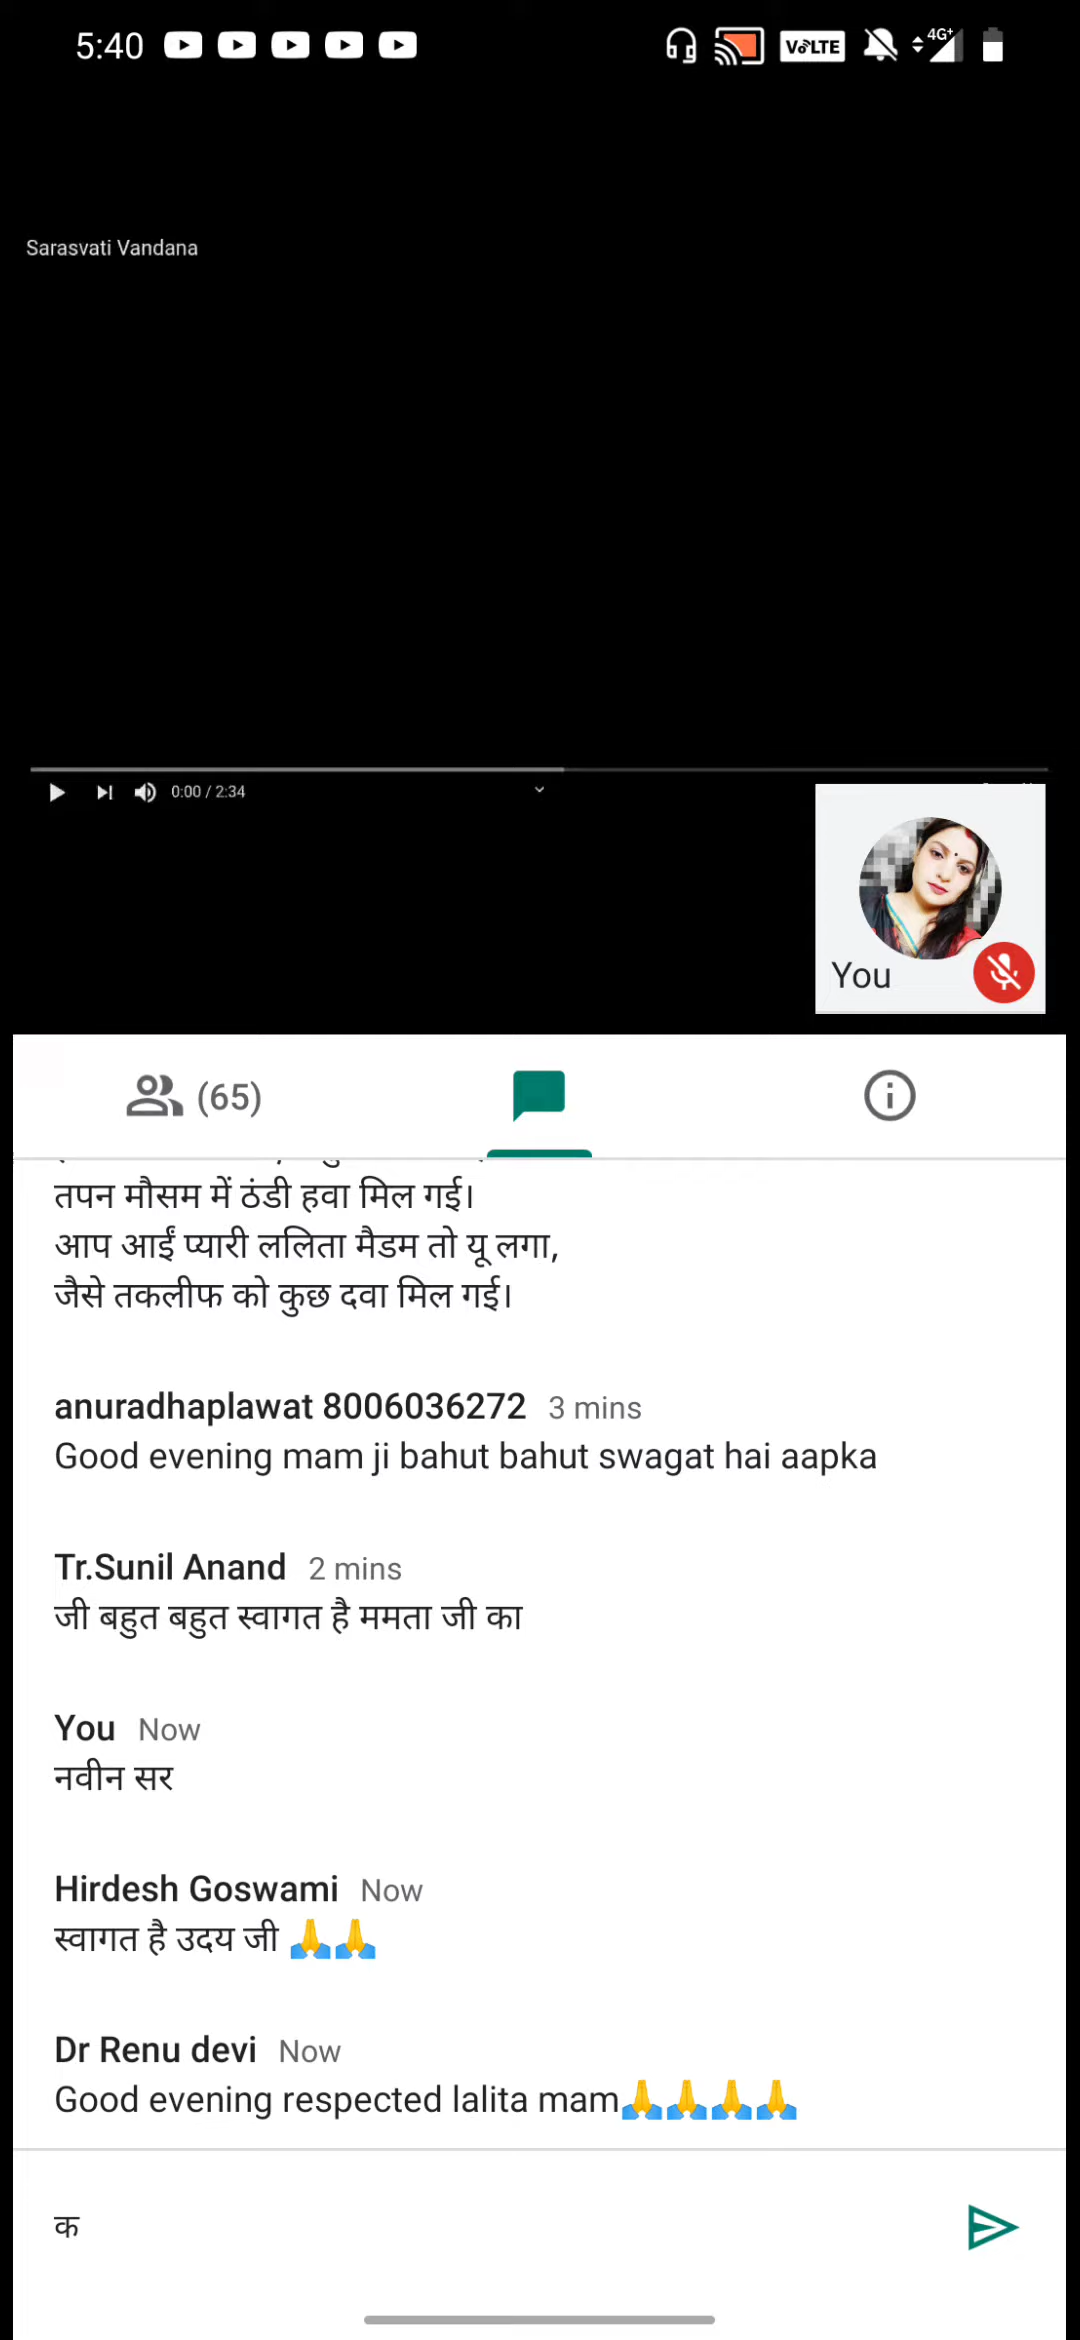 5:40
VoLTE
4G+
Sarasvati Vandana
0:00 / 2:34
You
(65)
तपन मौसम में ठंडी हवा मिल गई।
आप आईं प्यारी ललिता मैडम तो यू लगा,
जैसे तकलीफ को कुछ दवा मिल गई।
anuradhaplawat 8006036272 3 mins
Good evening mam ji bahut bahut swagat hai aapka
Tr.Sunil Anand 2 mins
जी बहुत बहुत स्वागत है ममता जी का
You Now
नवीन सर
Hirdesh Goswami Now
स्वागत है उदय जी 🙏🙏
Dr Renu devi Now
Good evening respected lalita mam🙏🙏🙏🙏
क